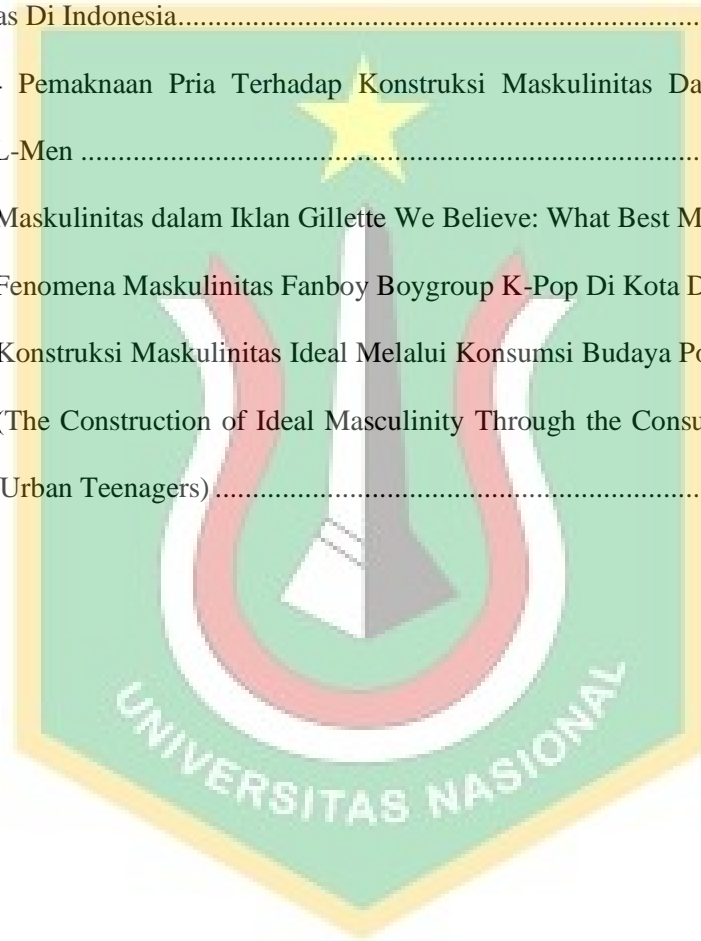 as Di Indonesia....................................................................................
- Pemaknaan Pria Terhadap Konstruksi Maskulinitas Da
L-Men ....................................................................................................
Maskulinitas dalam Iklan Gillette We Believe: What Best M
Fenomena Maskulinitas Fanboy Boygroup K-Pop Di Kota D
Konstruksi Maskulinitas Ideal Melalui Konsumsi Budaya Po
(The Construction of Ideal Masculinity Through the Consu
Urban Teenagers) ..............................................................................
UNIVERSITAS NASIONAL